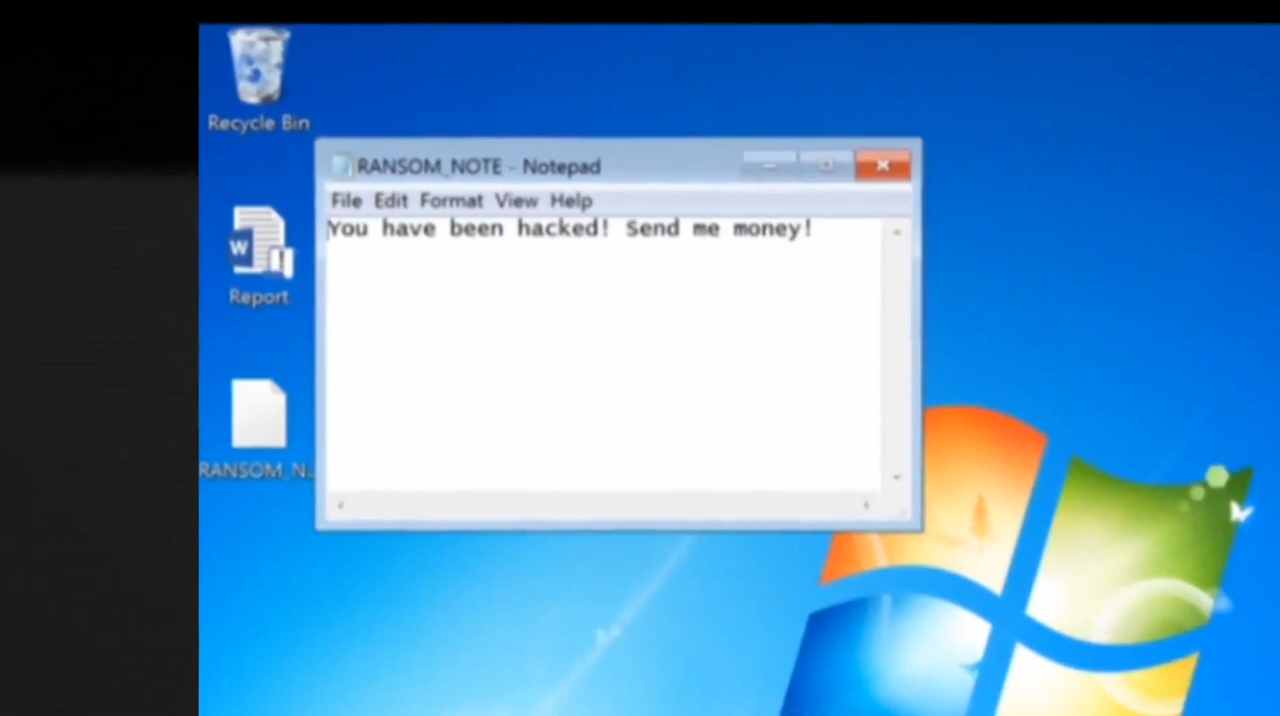 Recycle Bin
RANSOM_NOTE - Notepad
File Edit Format View Help
You have been hacked! Send me money!
W
Report
RANSOM_N...